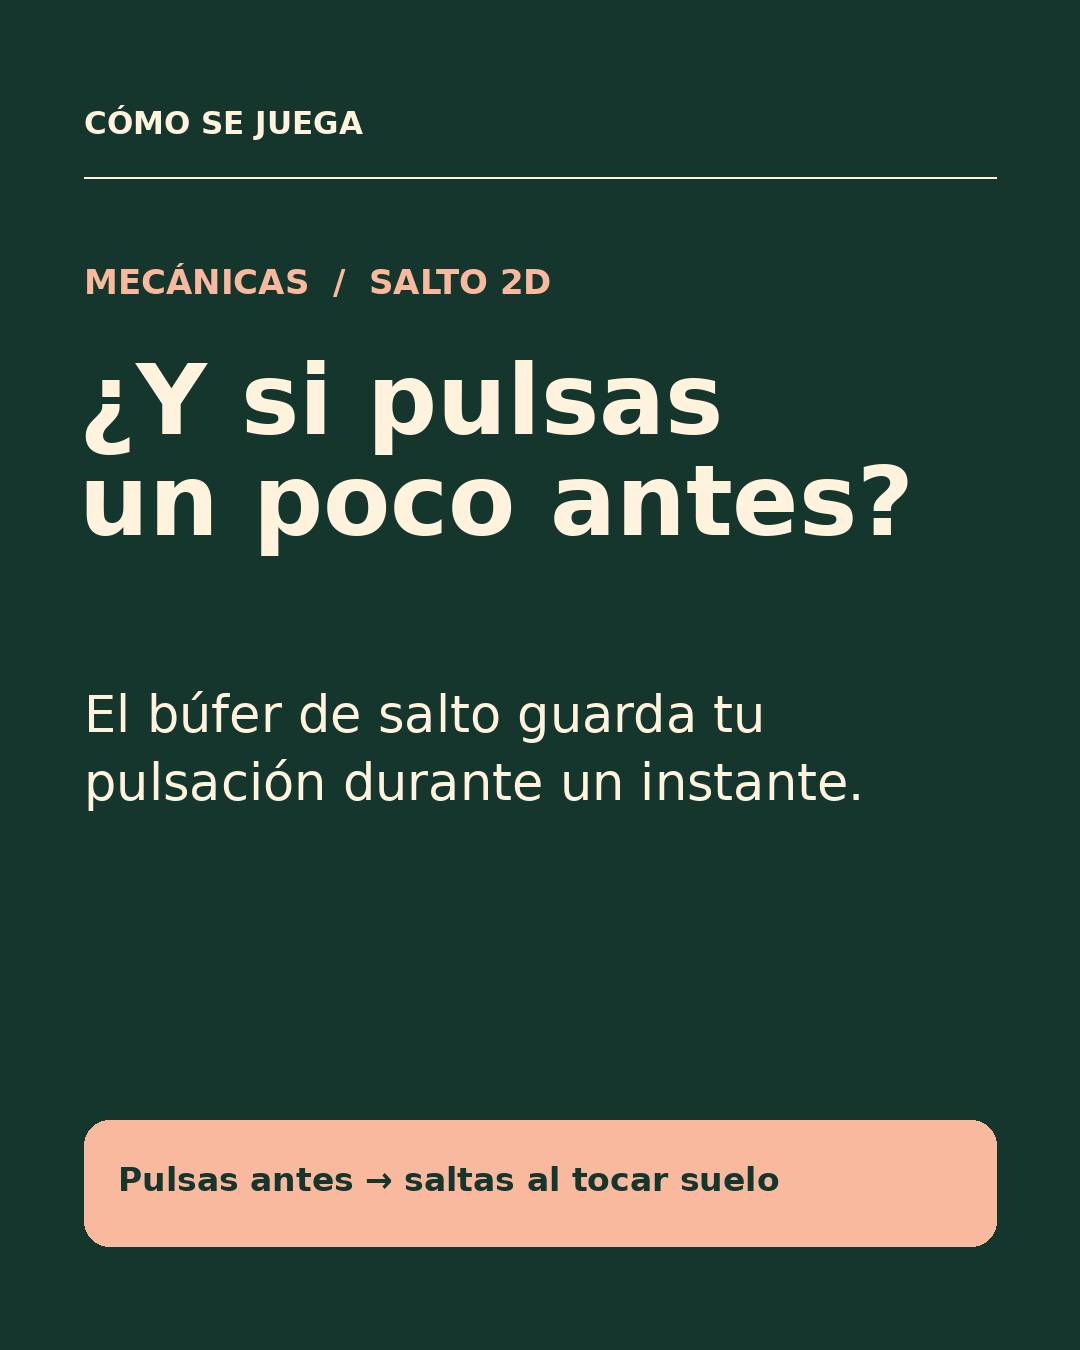 CÓMO SE JUEGA
MECÁNICAS / SALTO 2D
¿Y si pulsas
un poco antes?
El búfer de salto guarda tu
pulsación durante un instante.
Pulsas antes → saltas al tocar suelo